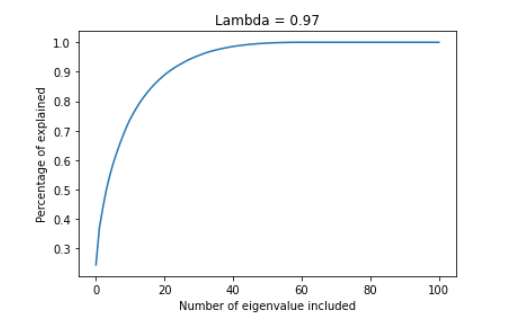 Lambda = 0.97
1.0
0.9
0.8
0.7
0.6
0.5
0.4
0.3
Percentage of explained
0 20 40 60 80 100
Number of eigenvalue included